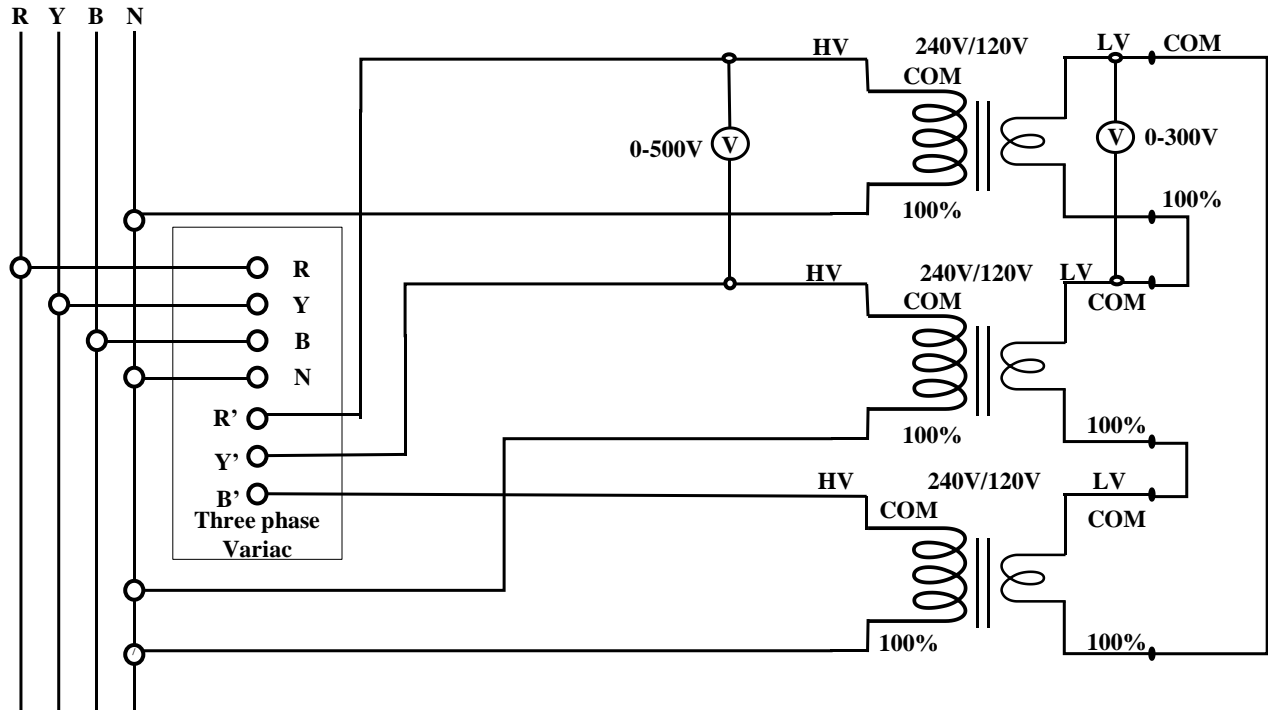 R Y B N
HV 240V/120V LV COM
COM
0-500V V V 0-300V
100% 100%
R
HV 240V/120V LV
COM COM
Y
B
N
R’
100% 100%
Y’
B’ HV 240V/120V LV
COM COM
Three phase
Variac
100% 100%